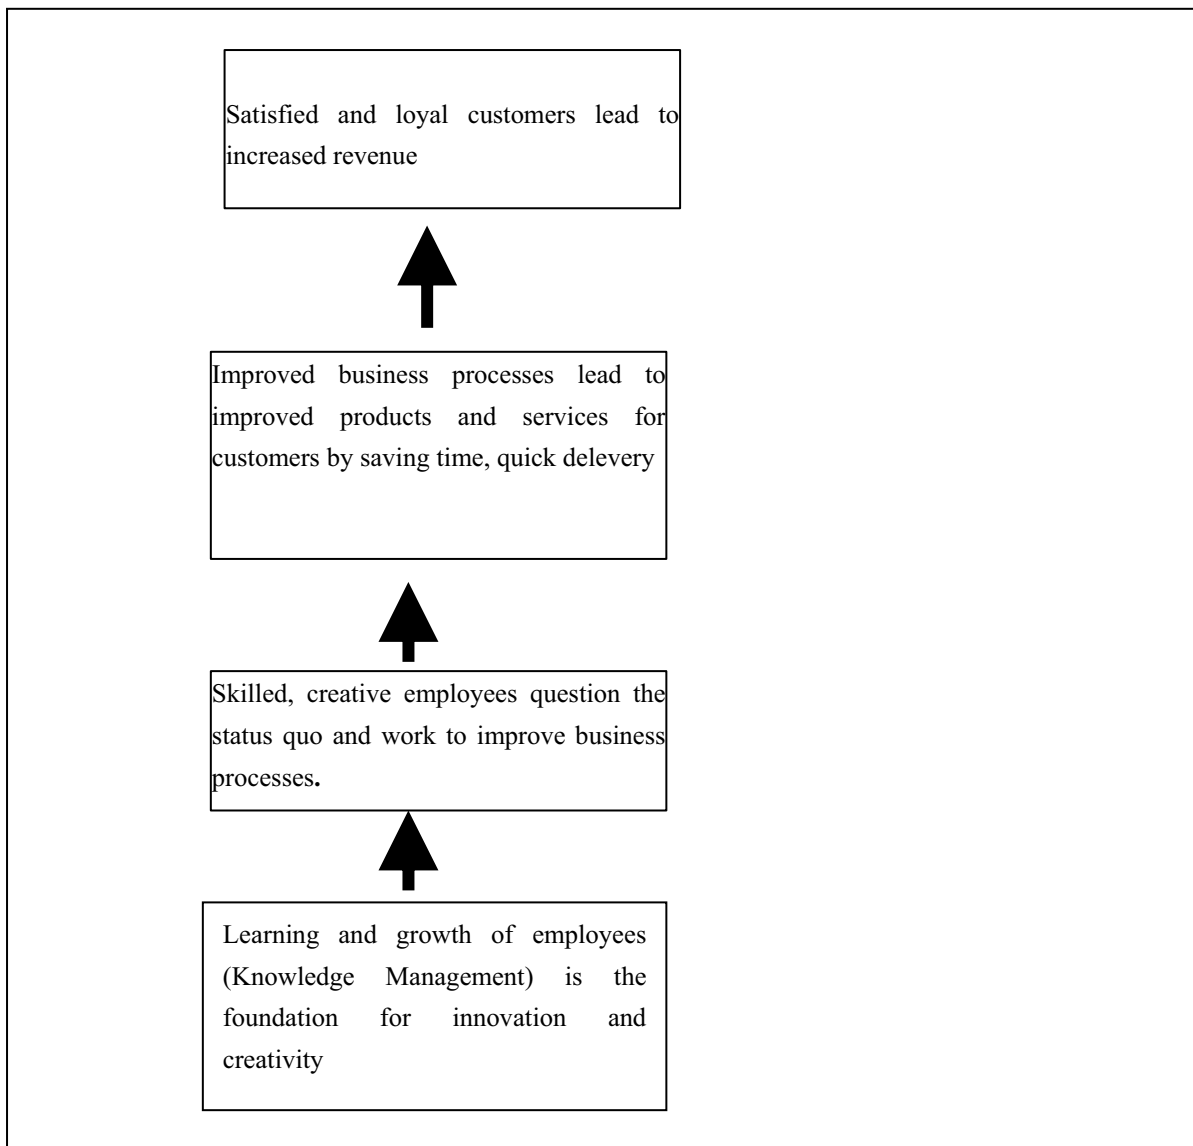 Satisfied and loyal customers lead to
increased revenue
Improved business processes lead to
improved products and services for
customers by saving time, quick delevery
Skilled, creative employees question the
status quo and work to improve business
processes.
Learning and growth of employees
(Knowledge Management) is the
foundation for innovation and
creativity